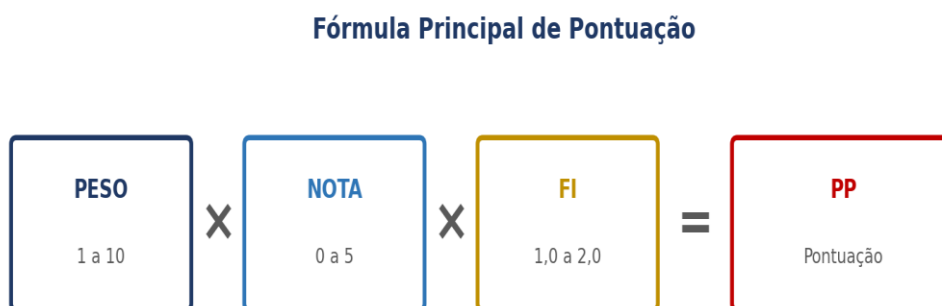 Fórmula Principal de Pontuação
PESO × NOTA × FI = PP
1 a 10 0 a 5 1,0 a 2,0 Pontuação